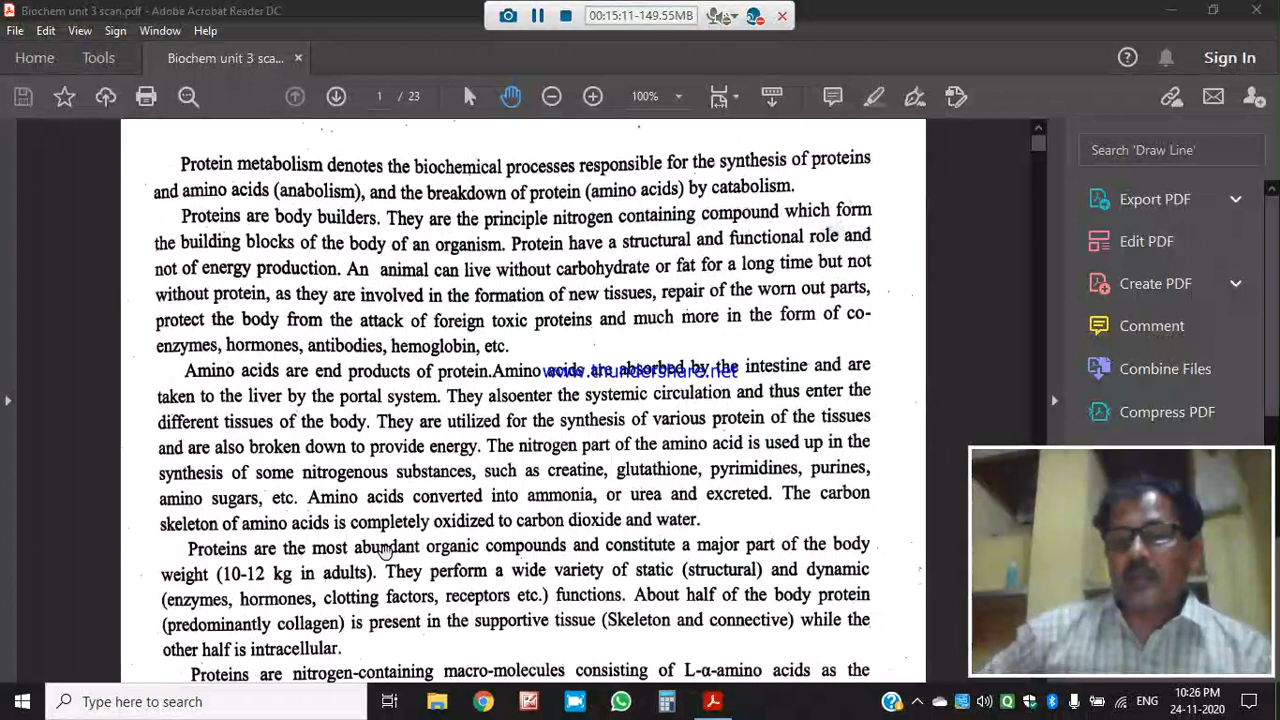 Biochem unit 3 scan.pdf - Adobe Acrobat Reader DC
00:15:11-149.55MB
File Edit View Sign Window Help
Home Tools Biochem unit 3 sca... Sign In
1 / 23 100%
Search 'Draw Line'
Export PDF
Edit PDF
Create PDF
Comment
Combine Files
Compress PDF
Protein metabolism denotes the biochemical processes responsible for the synthesis of proteins
and amino acids (anabolism), and the breakdown of protein (amino acids) by catabolism.
Proteins are body builders. They are the principle nitrogen containing compound which form
the building blocks of the body of an organism. Protein have a structural and functional role and
not of energy production. An animal can live without carbohydrate or fat for a long time but not
without protein, as they are involved in the formation of new tissues, repair of the worn out parts,
protect the body from the attack of foreign toxic proteins and much more in the form of co-
enzymes, hormones, antibodies, hemoglobin, etc.
Amino acids are end products of protein.Amino acids are absorbed by the intestine and are
www.thundershare.net
taken to the liver by the portal system. They alsoenter the systemic circulation and thus enter the
different tissues of the body. They are utilized for the synthesis of various protein of the tissues
and are also broken down to provide energy. The nitrogen part of the amino acid is used up in the
synthesis of some nitrogenous substances, such as creatine, glutathione, pyrimidines, purines,
amino sugars, etc. Amino acids converted into ammonia, or urea and excreted. The carbon
skeleton of amino acids is completely oxidized to carbon dioxide and water.
Proteins are the most abundant organic compounds and constitute a major part of the body
weight (10-12 kg in adults). They perform a wide variety of static (structural) and dynamic
(enzymes, hormones, clotting factors, receptors etc.) functions. About half of the body protein
(predominantly collagen) is present in the supportive tissue (Skeleton and connective) while the
other half is intracellular.
Proteins are nitrogen-containing macro-molecules consisting of L-α-amino acids as the
Type here to search
ENG
10:26 PM
24-11-2020